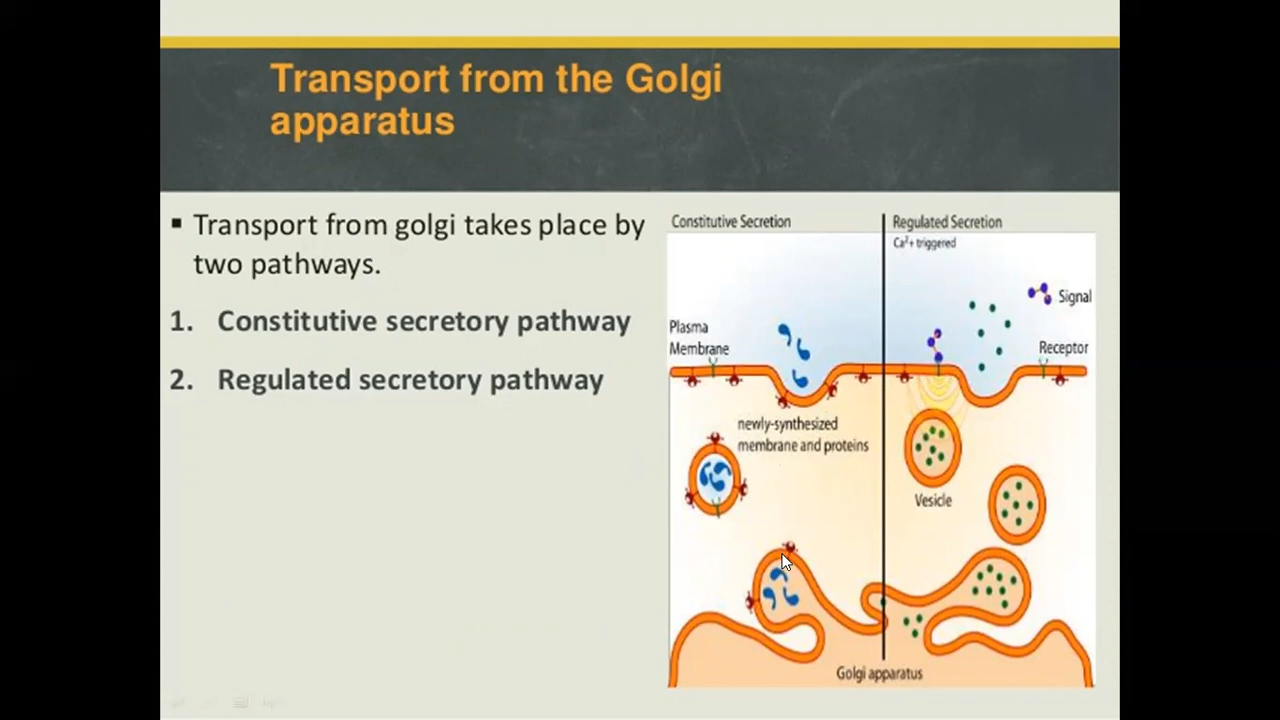 Transport from the Golgi
apparatus
▪ Transport from golgi takes place by
two pathways.
1. Constitutive secretory pathway
2. Regulated secretory pathway
Constitutive Secretion
Regulated Secretion
Ca²+ triggered
Signal
Plasma
Membrane
Receptor
newly-synthesized
membrane and proteins
Vesicle
Golgi apparatus